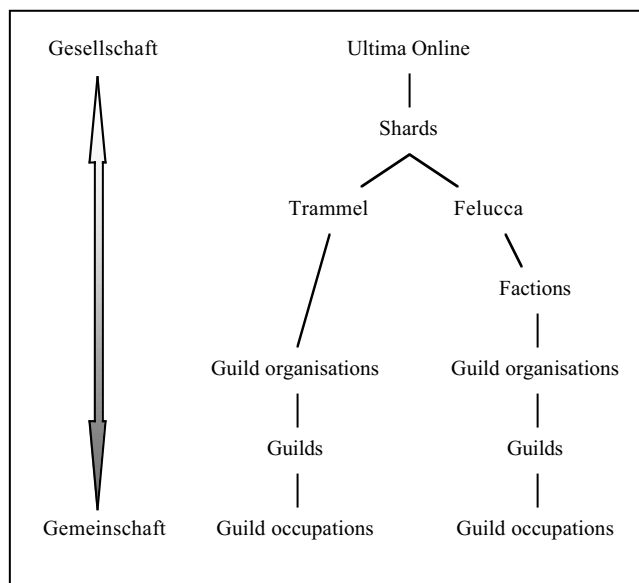 Gesellschaft Ultima Online
Shards
Trammel Felucca
Factions
Guild organisations Guild organisations
Guilds Guilds
Gemeinschaft Guild occupations Guild occupations